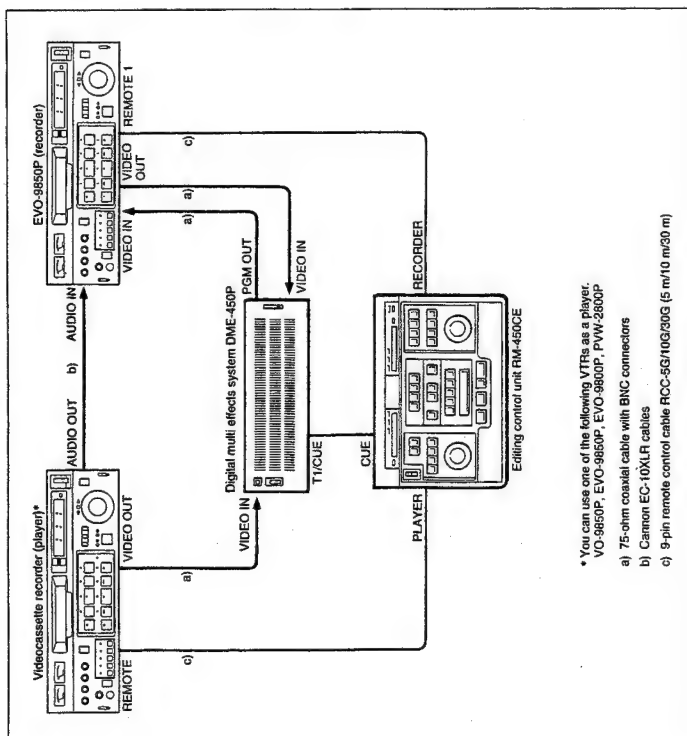 Videocassette recorder (player)*
EVO-9850P (recorder)
AUDIO OUT
b)
AUDIO IN
REMOTE
VIDEO OUT
VIDEO IN
VIDEO OUT
REMOTE 1
a)
a)
a)
c)
c)
Digital multi effects system DME-450P
VIDEO IN
PGM OUT
VIDEO IN
T1/CUE
CUE
PLAYER
RECORDER
Editing control unit RM-450CE
* You can use one of the following VTRs as a player.
VO-9850P, EVO-9850P, EVO-9800P, PVW-2800P
a) 75-ohm coaxial cable with BNC connectors
b) Cannon EC-10XLR cables
c) 9-pin remote control cable RCC-5G/10G/30G (5 m/10 m/30 m)